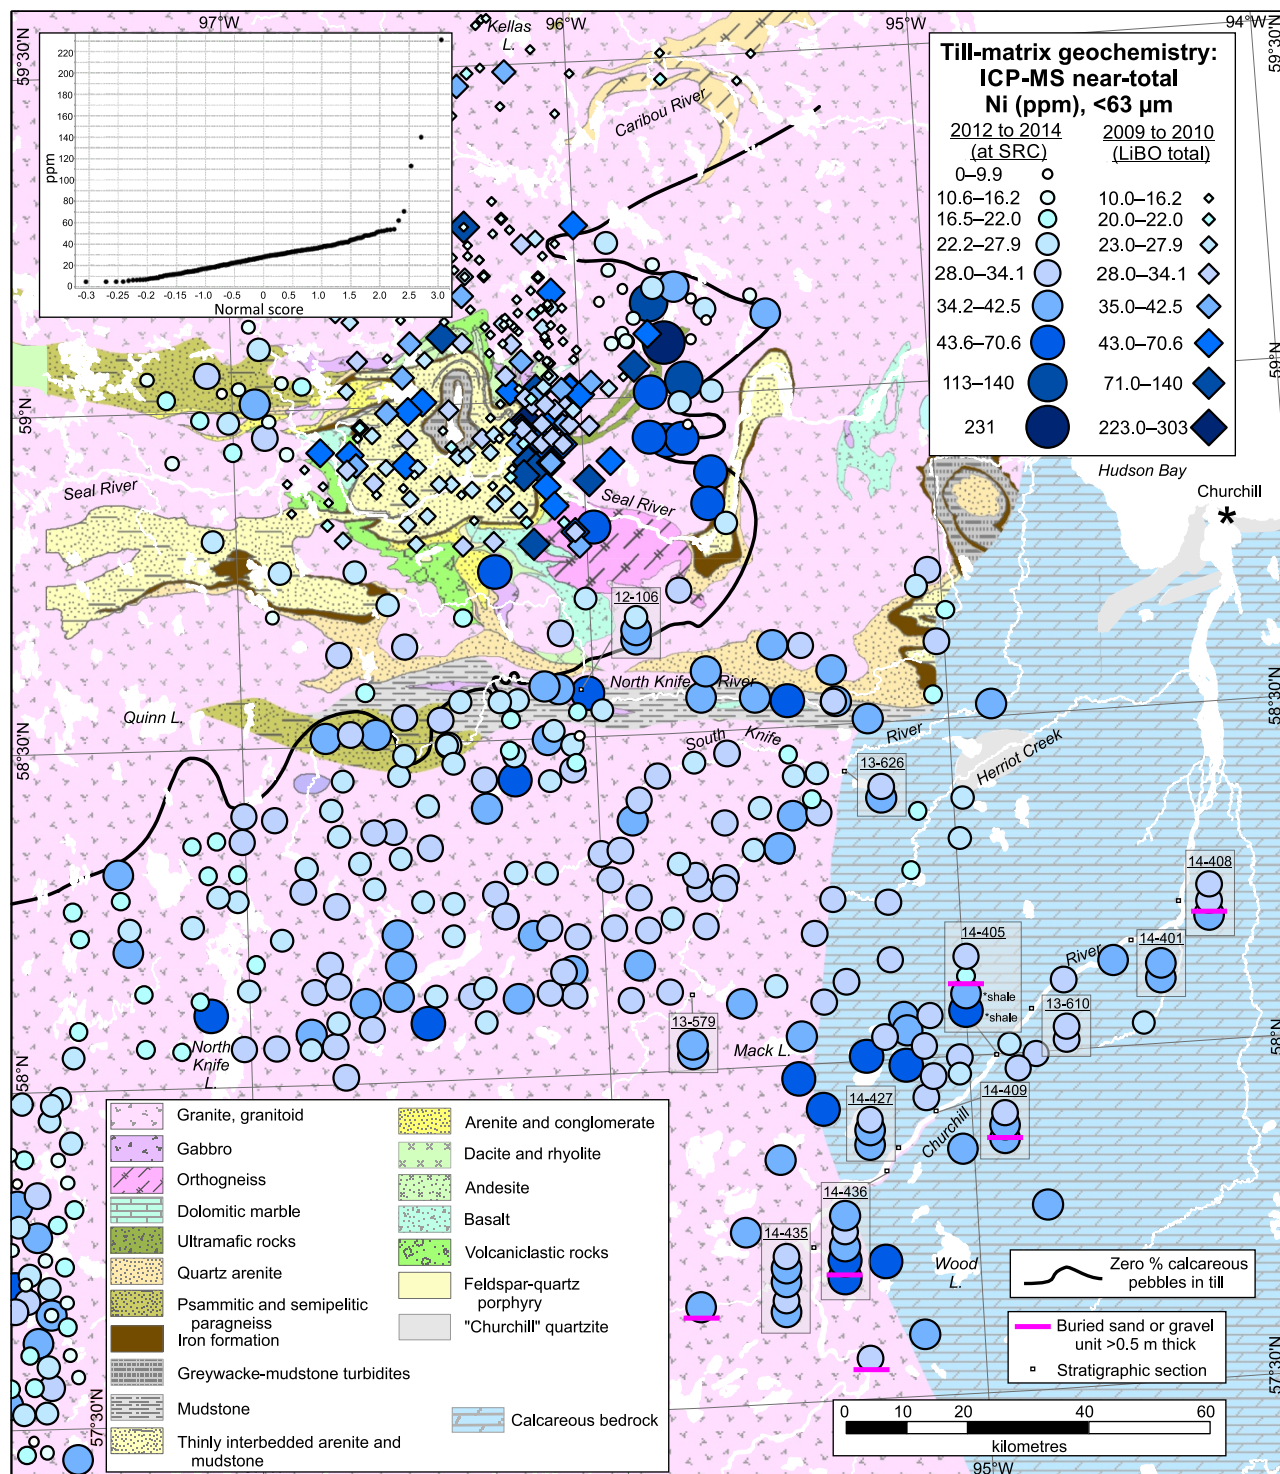 97°W
96°W
95°W
94°W
59°30'N
59°30'N
Kellas
L.
Caribou River
220
200
180
160
140
120
100
80
60
40
20
0
ppm
-0.3
-0.25
-0.2
-1.5
-1.0
-0.5
0
0.5
1.0
1.5
2.0
2.5
3.0
Normal score
Till-matrix geochemistry:
ICP-MS near-total
Ni (ppm), <63 µm
2012 to 2014
(at SRC)
2009 to 2010
(LiBO total)
0–9.9
10.6–16.2
10.0–16.2
16.5–22.0
20.0–22.0
22.2–27.9
23.0–27.9
28.0–34.1
28.0–34.1
34.2–42.5
35.0–42.5
43.6–70.6
43.0–70.6
113–140
71.0–140
231
223.0–303
59°N
59°N
Hudson Bay
Churchill
*
Seal River
Seal River
12-106
North Knife River
Quinn L.
South Knife River
58°30'N
58°30'N
Herriot Creek
13-626
14-408
14-405
14-401
River
*shale
*shale
13-610
13-579
Mack L.
North
Knife
L.
58°N
58°N
14-427
14-409
Churchill
14-436
14-435
Wood
L.
Granite, granitoid
Gabbro
Orthogneiss
Dolomitic marble
Ultramafic rocks
Quartz arenite
Psammitic and semipelitic
paragneiss
Iron formation
Greywacke-mudstone turbidites
Mudstone
Thinly interbedded arenite and
mudstone
Arenite and conglomerate
Dacite and rhyolite
Andesite
Basalt
Volcaniclastic rocks
Feldspar-quartz
porphyry
"Churchill" quartzite
Calcareous bedrock
Zero % calcareous
pebbles in till
Buried sand or gravel
unit >0.5 m thick
Stratigraphic section
57°30'N
57°30'N
0
10
20
40
60
kilometres
95°W